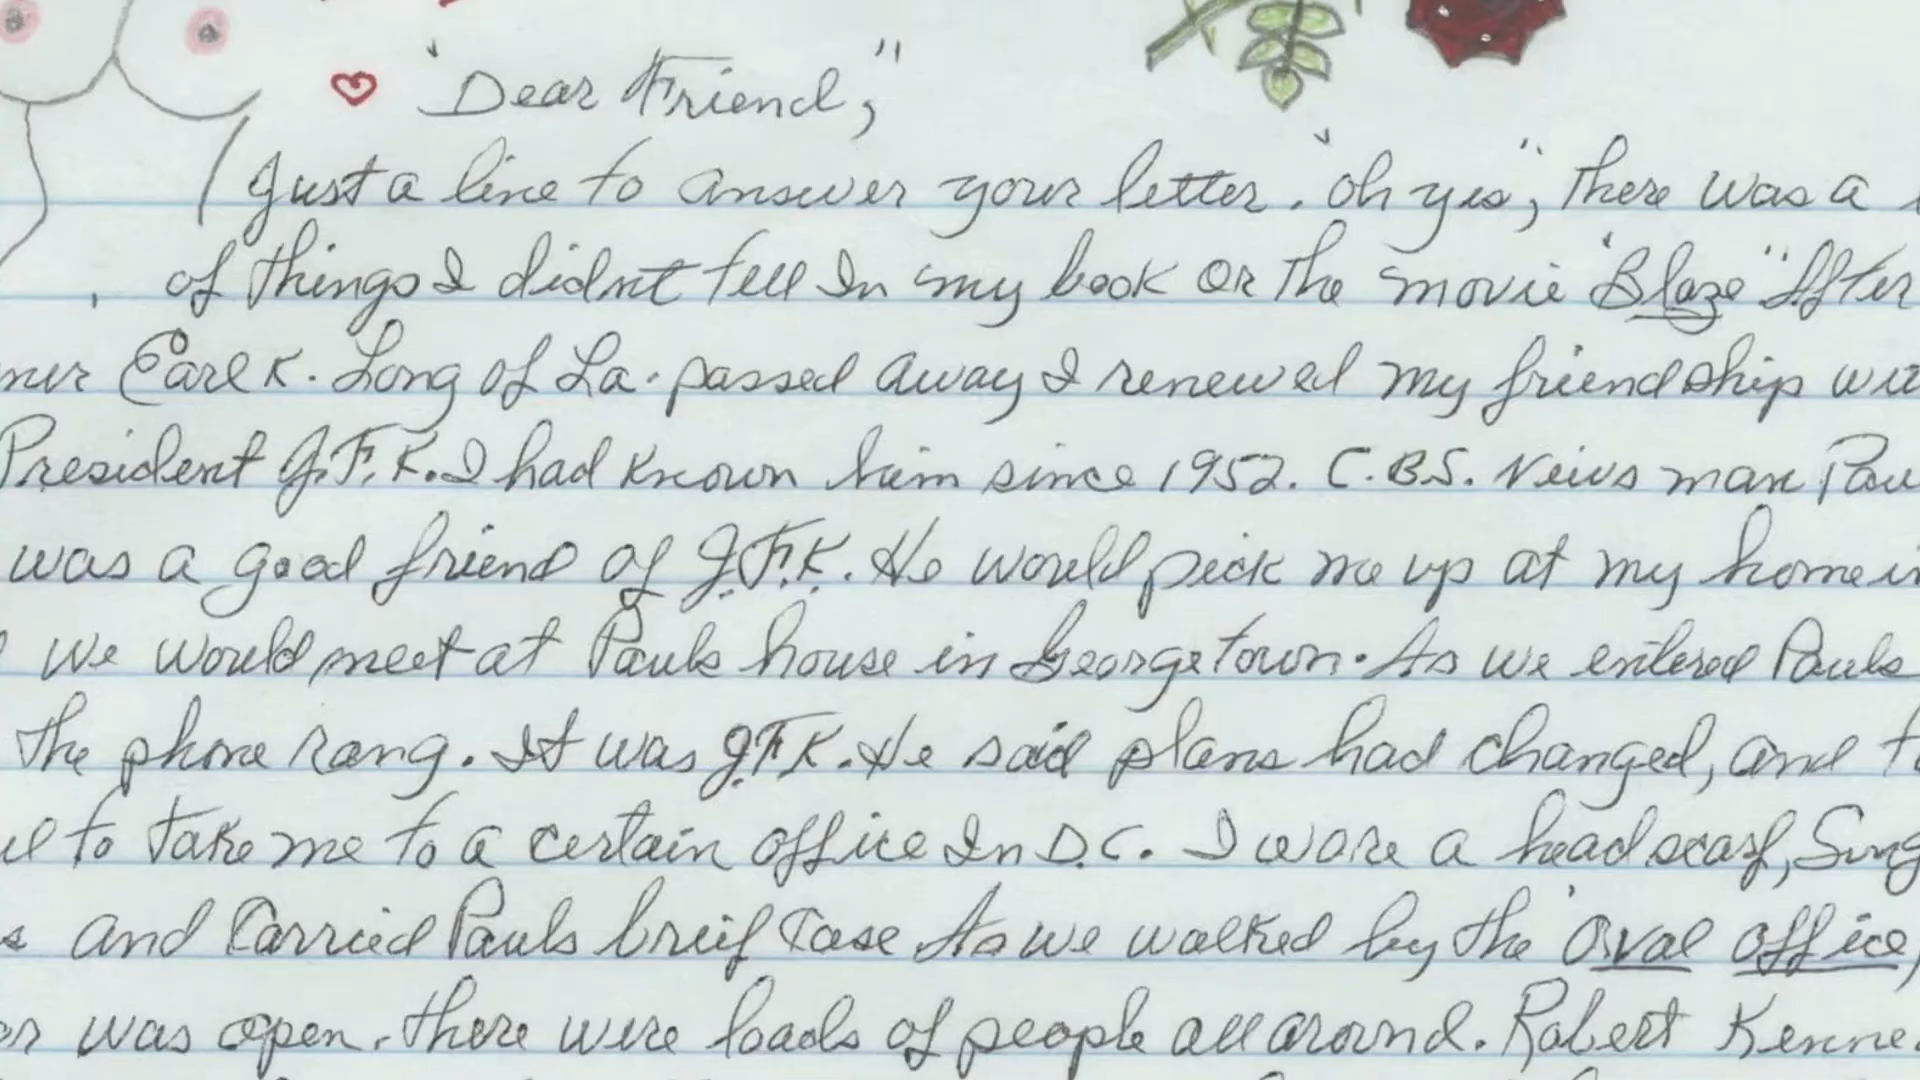 "Dear Friend,"
Just a line to answer your letter. "Oh yes", there was a
of things I didnt tell In my book or the movie "Blaze" After
Earl K. Long of La. passed away I renewed my friendship
President J.F.K. I had known him since 1952. C.B.S. News man
was a good friend of J.F.K. He would pick me up at my home
we would meet at Pauls house in Georgetown. As we entered Pauls
the phone rang. It was J.F.K. He said plans had changed, and
to take me to a certain office In D.C. I wore a head scarf,
and Carried Pauls brief Case As we walked by the "Oval office,
was open. There were loads of people all around. Robert